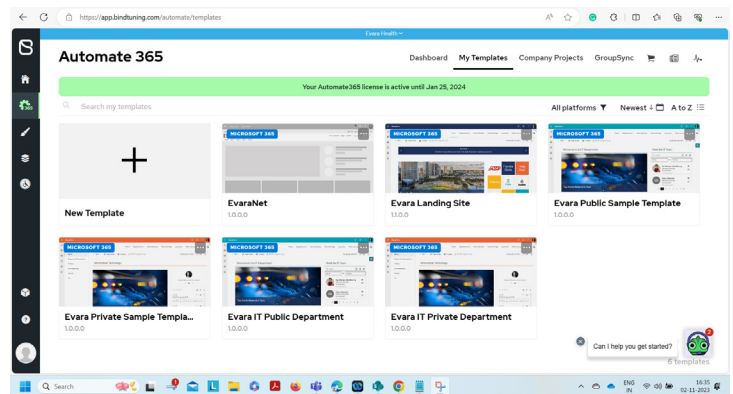 https://app.bindtuning.com/automate/templates
Evara Health
Automate 365
Dashboard My Templates Company Projects GroupSync
Your Automate365 license is active until Jan 25, 2024
Search my templates
All platforms Newest A to Z
365
New Template
MICROSOFT 365
EvaraNet
1.0.0.0
MICROSOFT 365
Evara Landing Site
1.1.0.0
MICROSOFT 365
Evara Public Sample Template
1.0.0.0
MICROSOFT 365
Evara Private Sample Templa...
1.0.0.0
MICROSOFT 365
Evara IT Public Department
1.0.0.0
MICROSOFT 365
Evara IT Private Department
1.0.0.0
Can I help you get started?
2
6 templates
Search
ENG
IN
16:35
02-11-2023